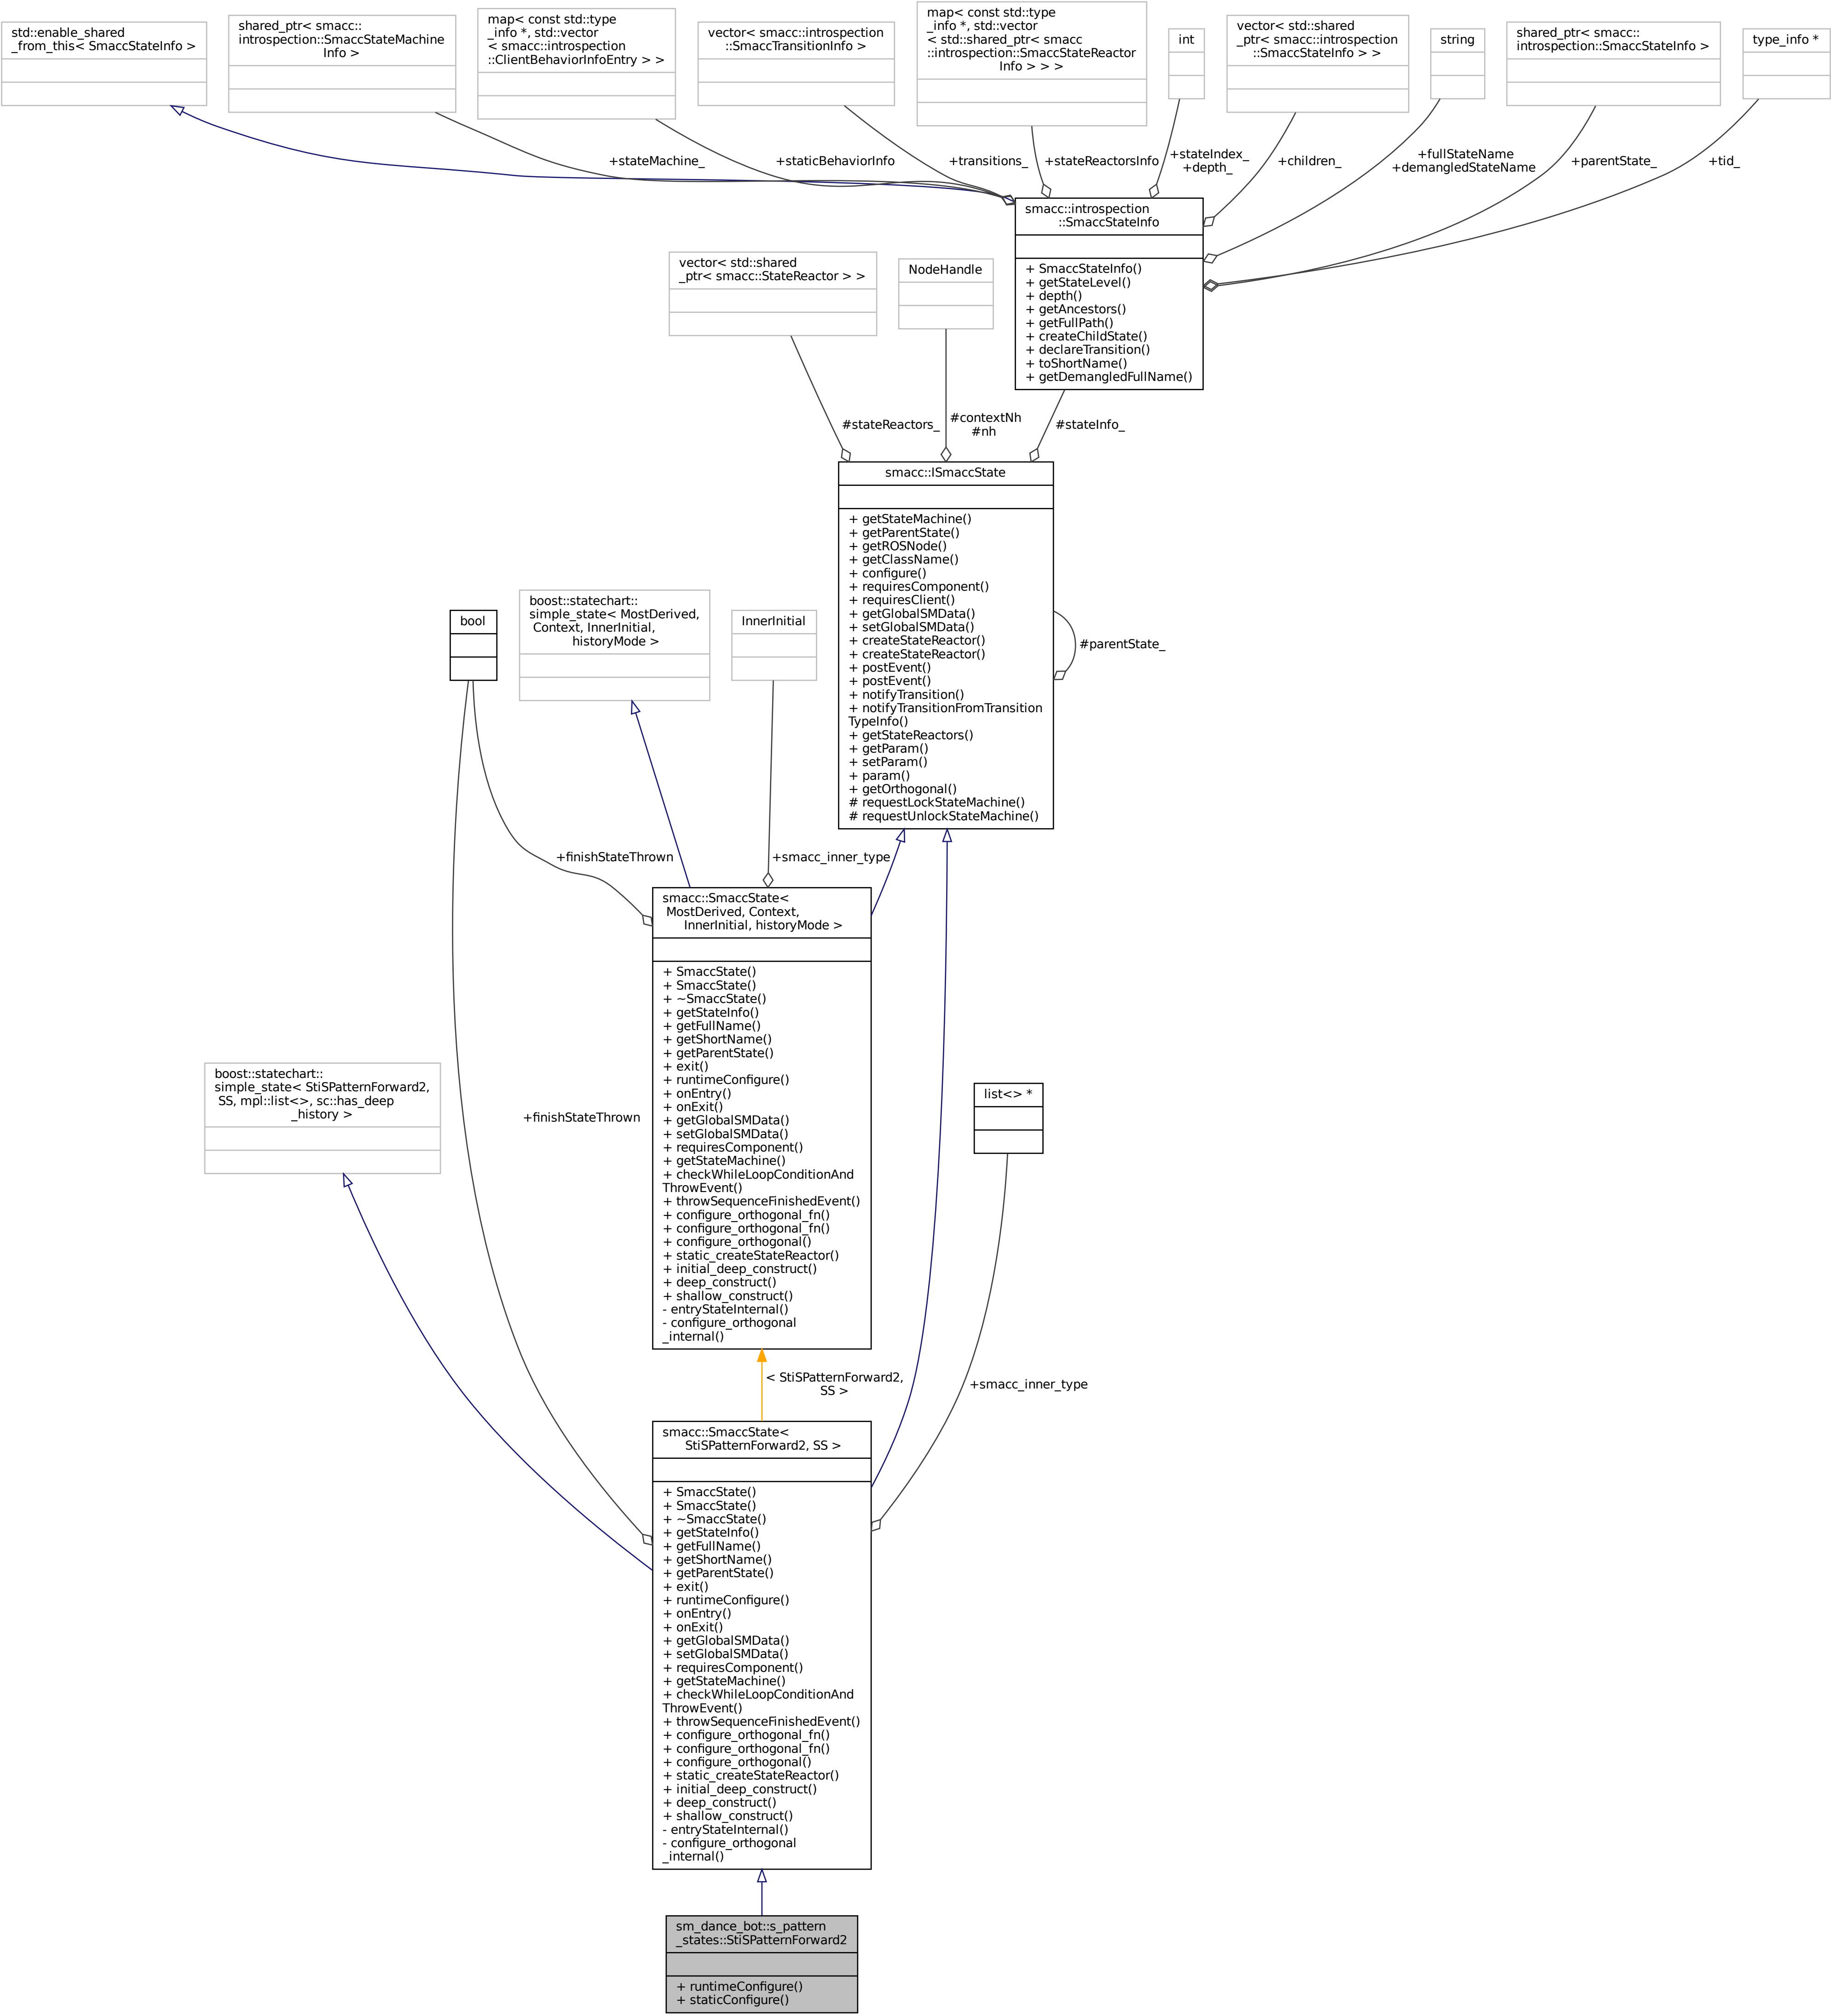 std::enable_shared
_from_this< SmaccStateInfo >
shared_ptr< smacc::
introspection::SmaccStateMachine
Info >
map< const std::type
_info *, std::vector
< smacc::introspection
::ClientBehaviorInfoEntry > >
vector< smacc::introspection
::SmaccTransitionInfo >
map< const std::type
_info *, std::vector
< std::shared_ptr< smacc
::introspection::SmaccStateReactor
Info > > >
int
vector< std::shared
_ptr< smacc::introspection
::SmaccStateInfo > >
string
shared_ptr< smacc::
introspection::SmaccStateInfo >
type_info *
+stateMachine_
+staticBehaviorInfo
+transitions_
+stateReactorsInfo
+stateIndex_
+depth_
+children_
+fullStateName
+demangledStateName
+parentState_
+tid_
smacc::introspection
::SmaccStateInfo
+ SmaccStateInfo()
+ getStateLevel()
+ depth()
+ getAncestors()
+ getFullPath()
+ createChildState()
+ declareTransition()
+ toShortName()
+ getDemangledFullName()
vector< std::shared
_ptr< smacc::StateReactor > >
NodeHandle
#stateReactors_
#contextNh
#nh
#stateInfo_
smacc::ISmaccState
+ getStateMachine()
+ getParentState()
+ getROSNode()
+ getClassName()
+ configure()
+ requiresComponent()
+ requiresClient()
+ getGlobalSMData()
+ setGlobalSMData()
+ createStateReactor()
+ createStateReactor()
+ postEvent()
+ postEvent()
+ notifyTransition()
+ notifyTransitionFromTransition
TypeInfo()
+ getStateReactors()
+ getParam()
+ setParam()
+ param()
+ getOrthogonal()
# requestLockStateMachine()
# requestUnlockStateMachine()
#parentState_
bool
boost::statechart::
simple_state< MostDerived,
Context, InnerInitial,
historyMode >
InnerInitial
+finishStateThrown
+smacc_inner_type
smacc::SmaccState<
MostDerived, Context,
InnerInitial, historyMode >
+ SmaccState()
+ SmaccState()
+ ~SmaccState()
+ getStateInfo()
+ getFullName()
+ getShortName()
+ getParentState()
+ exit()
+ runtimeConfigure()
+ onEntry()
+ onExit()
+ getGlobalSMData()
+ setGlobalSMData()
+ requiresComponent()
+ getStateMachine()
+ checkWhileLoopConditionAnd
ThrowEvent()
+ throwSequenceFinishedEvent()
+ configure_orthogonal_fn()
+ configure_orthogonal_fn()
+ configure_orthogonal()
+ static_createStateReactor()
+ initial_deep_construct()
+ deep_construct()
+ shallow_construct()
- entryStateInternal()
- configure_orthogonal
_internal()
boost::statechart::
simple_state< StiSPatternForward2,
SS, mpl::list<>, sc::has_deep
_history >
+finishStateThrown
list<> *
< StiSPatternForward2,
SS >
+smacc_inner_type
smacc::SmaccState<
StiSPatternForward2, SS >
+ SmaccState()
+ SmaccState()
+ ~SmaccState()
+ getStateInfo()
+ getFullName()
+ getShortName()
+ getParentState()
+ exit()
+ runtimeConfigure()
+ onEntry()
+ onExit()
+ getGlobalSMData()
+ setGlobalSMData()
+ requiresComponent()
+ getStateMachine()
+ checkWhileLoopConditionAnd
ThrowEvent()
+ throwSequenceFinishedEvent()
+ configure_orthogonal_fn()
+ configure_orthogonal_fn()
+ configure_orthogonal()
+ static_createStateReactor()
+ initial_deep_construct()
+ deep_construct()
+ shallow_construct()
- entryStateInternal()
- configure_orthogonal
_internal()
sm_dance_bot::s_pattern
_states::StiSPatternForward2
+ runtimeConfigure()
+ staticConfigure()